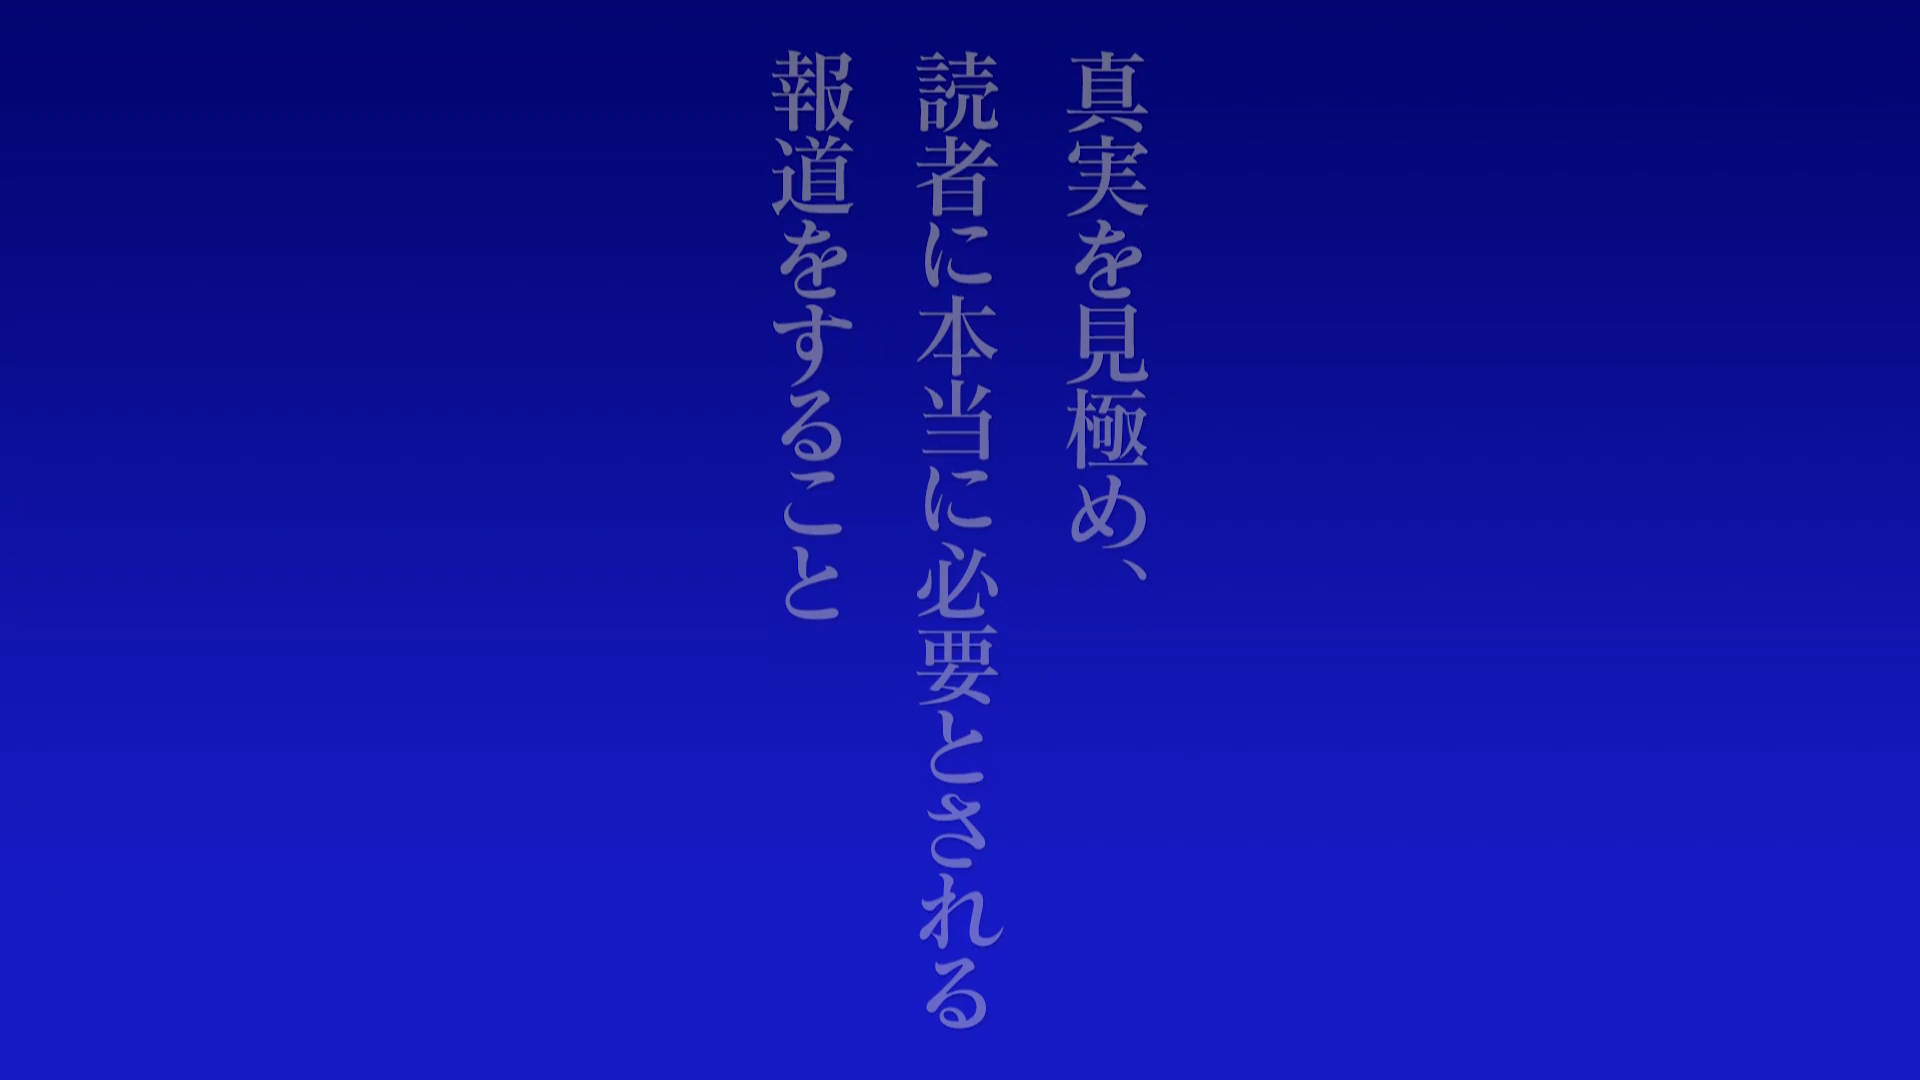 真実を見極め、
読者に本当に必要とされる
報道をすること